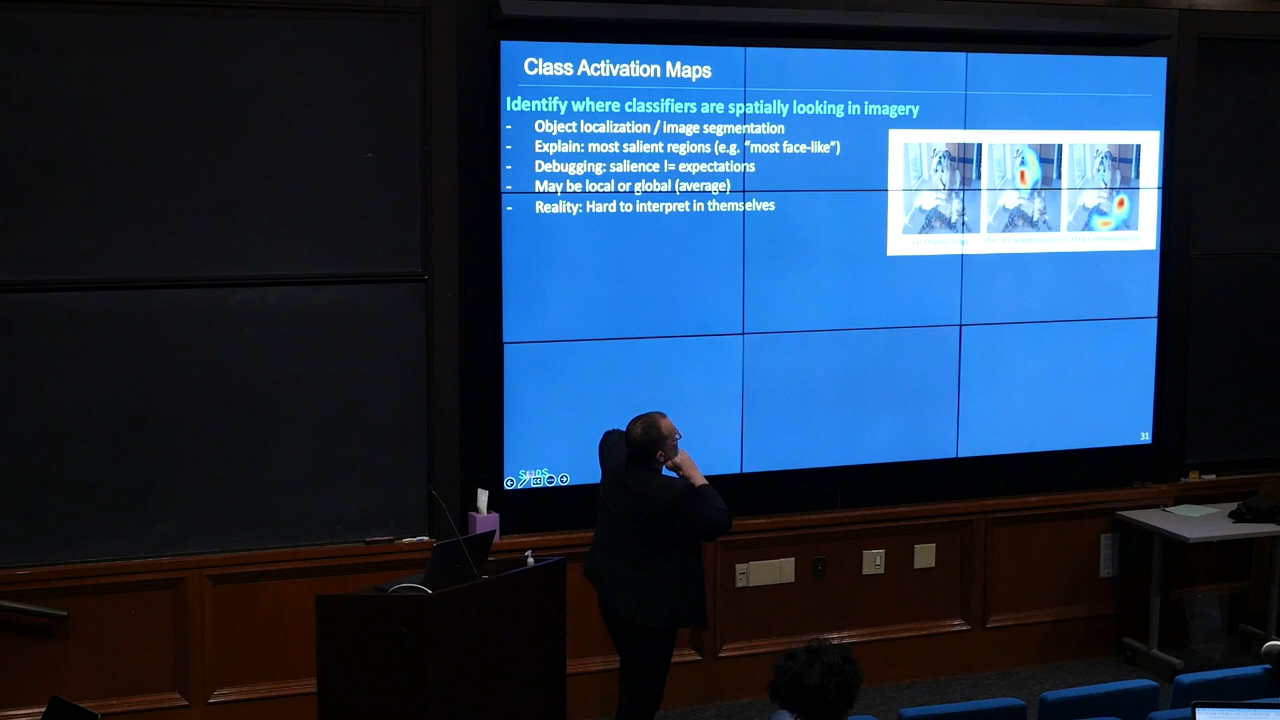 Class Activation Maps
Identify where classifiers are spatially looking in imagery
- Object localization / image segmentation
- Explain: most salient regions (e.g. “most face-like”)
- Debugging: salience != expectations
- May be local or global (average)
- Reality: Hard to interpret in themselves
31